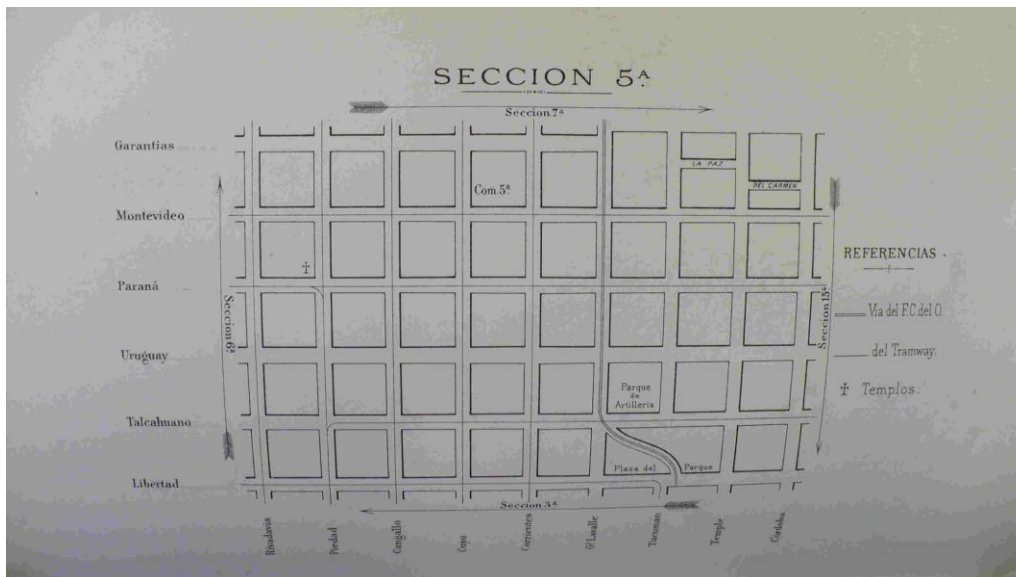 SECCION 5.ª
Seccion 7ª
Garantias
LA PAZ
DEL CARMEN
Com 5ª.
Montevideo
REFERENCIAS
Paraná
Seccion 6ª
Seccion 15ª
Via del F.C. del O.
Uruguay
del Tramway.
Parque
de
Artilleria
Templos.
Talcahuano
Plaza del Parque
Libertad
Seccion 3ª
Rivadavia
Piedad
Cangallo
Cuyo
Corrientes
Gl Lavalle
Tucuman
Temple
Córdoba